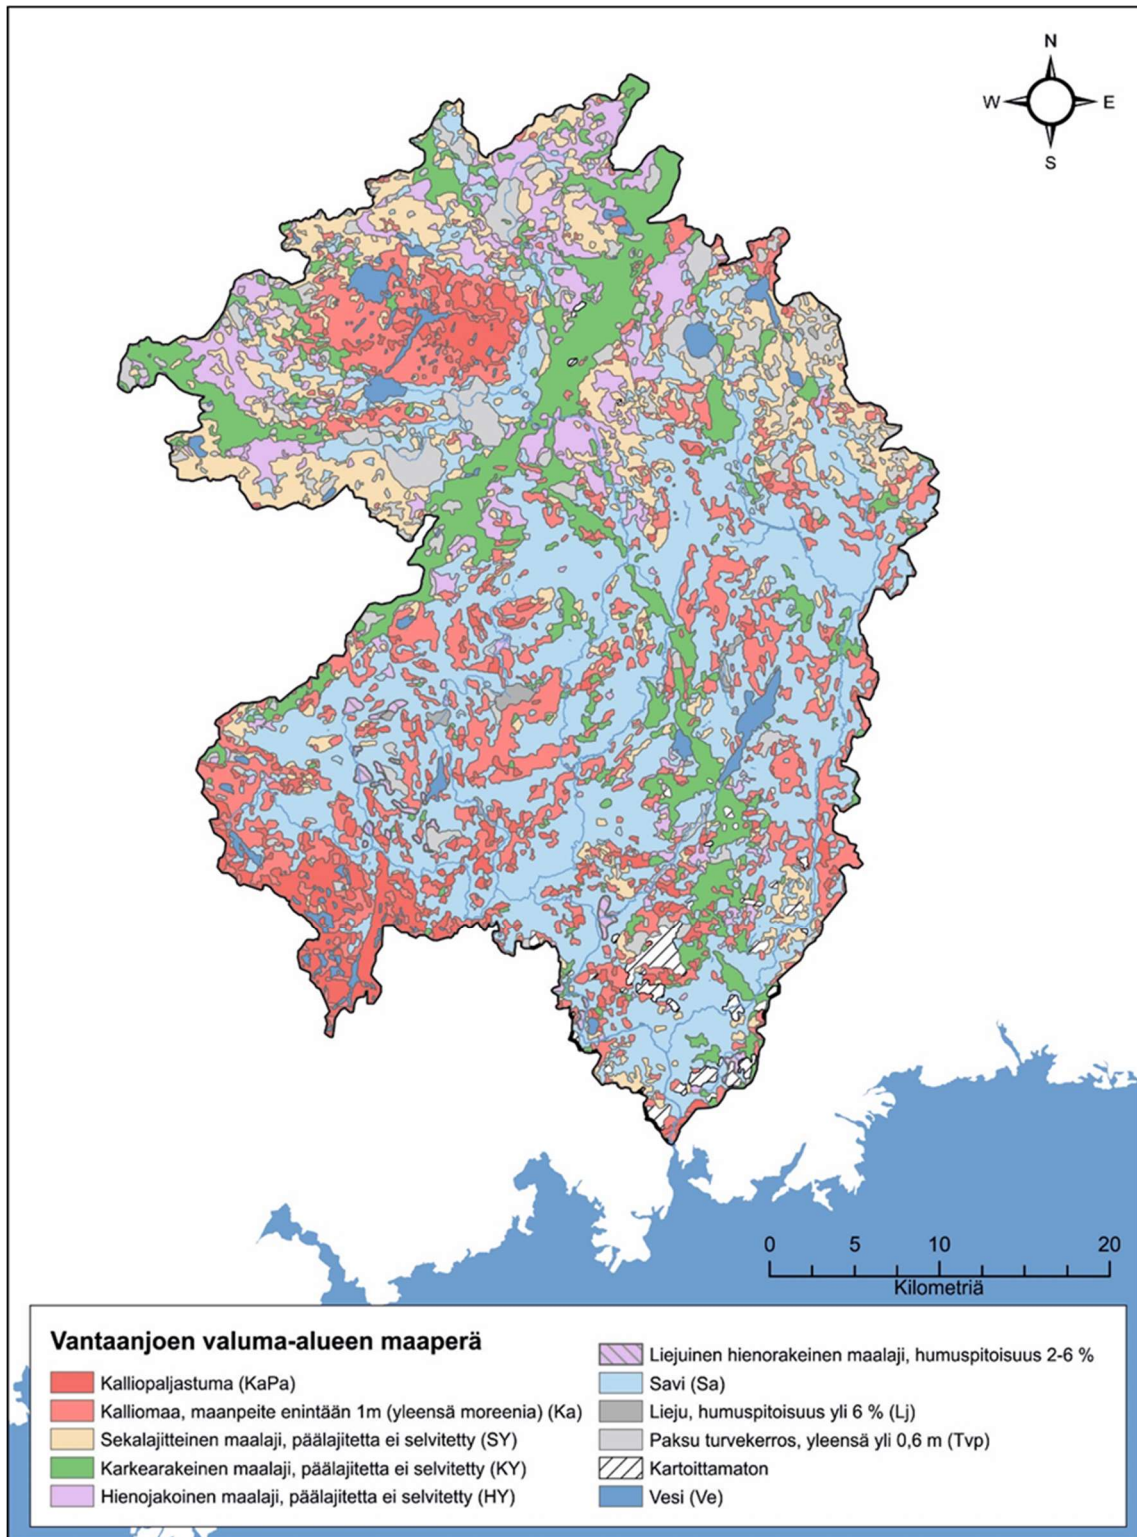 N
W E
S
0 5 10 20
Kilometriä
Vantaanjoen valuma-alueen maaperä
Kalliopaljastuma (KaPa)
Kalliomaa, maanpeite enintään 1m (yleensä moreenia) (Ka)
Sekalajitteinen maalaji, päälajitetta ei selvitetty (SY)
Karkearakeinen maalaji, päälajitetta ei selvitetty (KY)
Hienojakoinen maalaji, päälajitetta ei selvitetty (HY)
Liejuinen hienorakeinen maalaji, humuspitoisuus 2-6 %
Savi (Sa)
Lieju, humuspitoisuus yli 6 % (Lj)
Paksu turvekerros, yleensä yli 0,6 m (Tvp)
Kartoittamaton
Vesi (Ve)